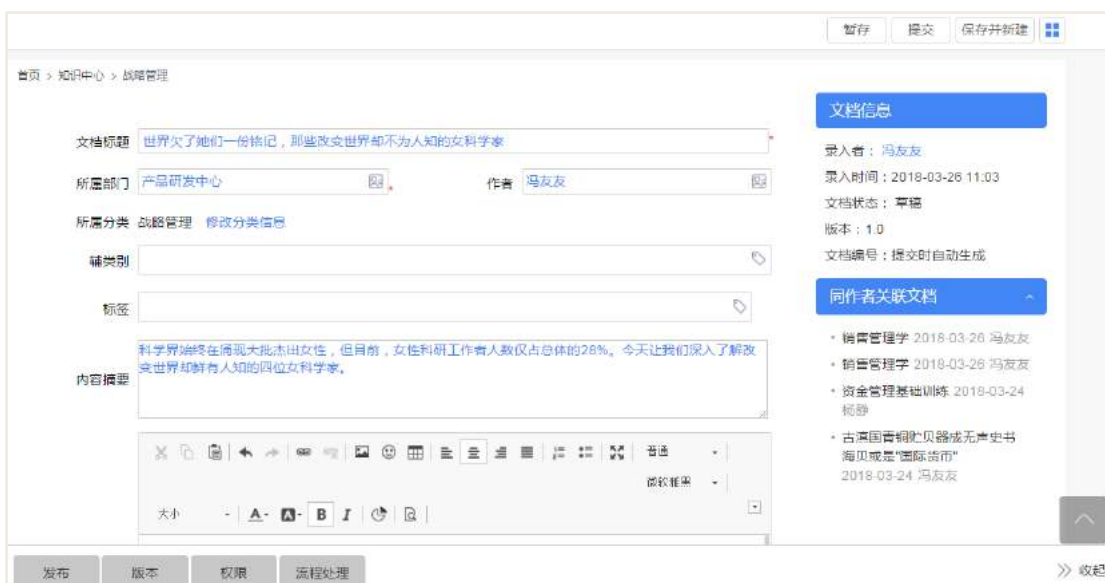 暂存 提交 保存并新建
首页 > 知识中心 > 战略管理
文档标题 世界欠了她们一份铭记，那些改变世界却不为人知的女科学家 *
所属部门 产品研发中心 * 作者 冯友友
所属分类 战略管理 修改分类信息
辅类别
标签
内容摘要 科学界始终在涌现大批杰出女性，但目前，女性科研工作者人数仅占总体的28%。今天让我们深入了解改
变世界却鲜有人知的四位女科学家。
普通
微软雅黑
大小 A A B I
发布 版本 权限 流程处理
文档信息
录入者：冯友友
录入时间：2018-03-26 11:03
文档状态：草稿
版本：1.0
文档编号：提交时自动生成
同作者关联文档
销售管理学 2018-03-26 冯友友
销售管理学 2018-03-26 冯友友
资金管理基础训练 2018-03-24
杨静
古滇国青铜贮贝器成无声史书
海贝或是"国际货币"
2018-03-24 冯友友
收起